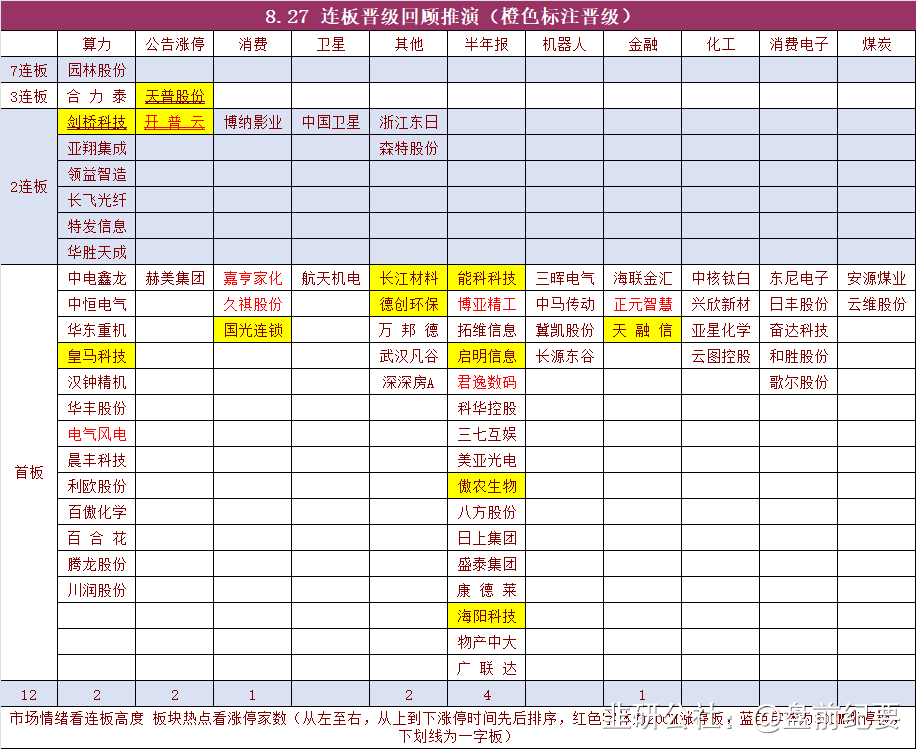 8.27 连板晋级回顾推演（橙色标注晋级）
算力 公告涨停 消费 卫星 其他 半年报 机器人 金融 化工 消费电子 煤炭
7连板 园林股份
3连板 合力泰 天普股份
剑桥科技 开普云 博纳影业 中国卫星 浙江东日
亚翔集成 森特股份
2连板 领益智造
长飞光纤
特发信息
华胜天成
中电鑫龙 赫美集团 嘉亨家化 航天机电 长江材料 能科科技 三晖电气 海联金汇 中核钛白 东尼电子 安源煤业
中恒电气 久祺股份 德创环保 博亚精工 中马传动 正元智慧 兴欣新材 日丰股份 云维股份
华东重机 国光连锁 万邦德 拓维信息 冀凯股份 天融信 亚星化学 奋达科技
皇马科技 武汉凡谷 启明信息 长源东谷 云图控股 和胜股份
汉钟精机 深深房A 君逸数码 歌尔股份
华丰股份 科华控股
电气风电 三七互娱
首板 晨丰科技 美亚光电
利欧股份 傲农生物
百傲化学 八方股份
百合花 日上集团
腾龙股份 盛泰集团
川润股份 康德莱
海阳科技
物产中大
广联达
12 2 2 1 2 4 1
市场情绪看连板高度 板块热点看涨停家数（从左至右，从上到下涨停时间先后排序，红色字体为20CM涨停板，蓝色
下划线为一字板）
韭研公社：@盘前纪要